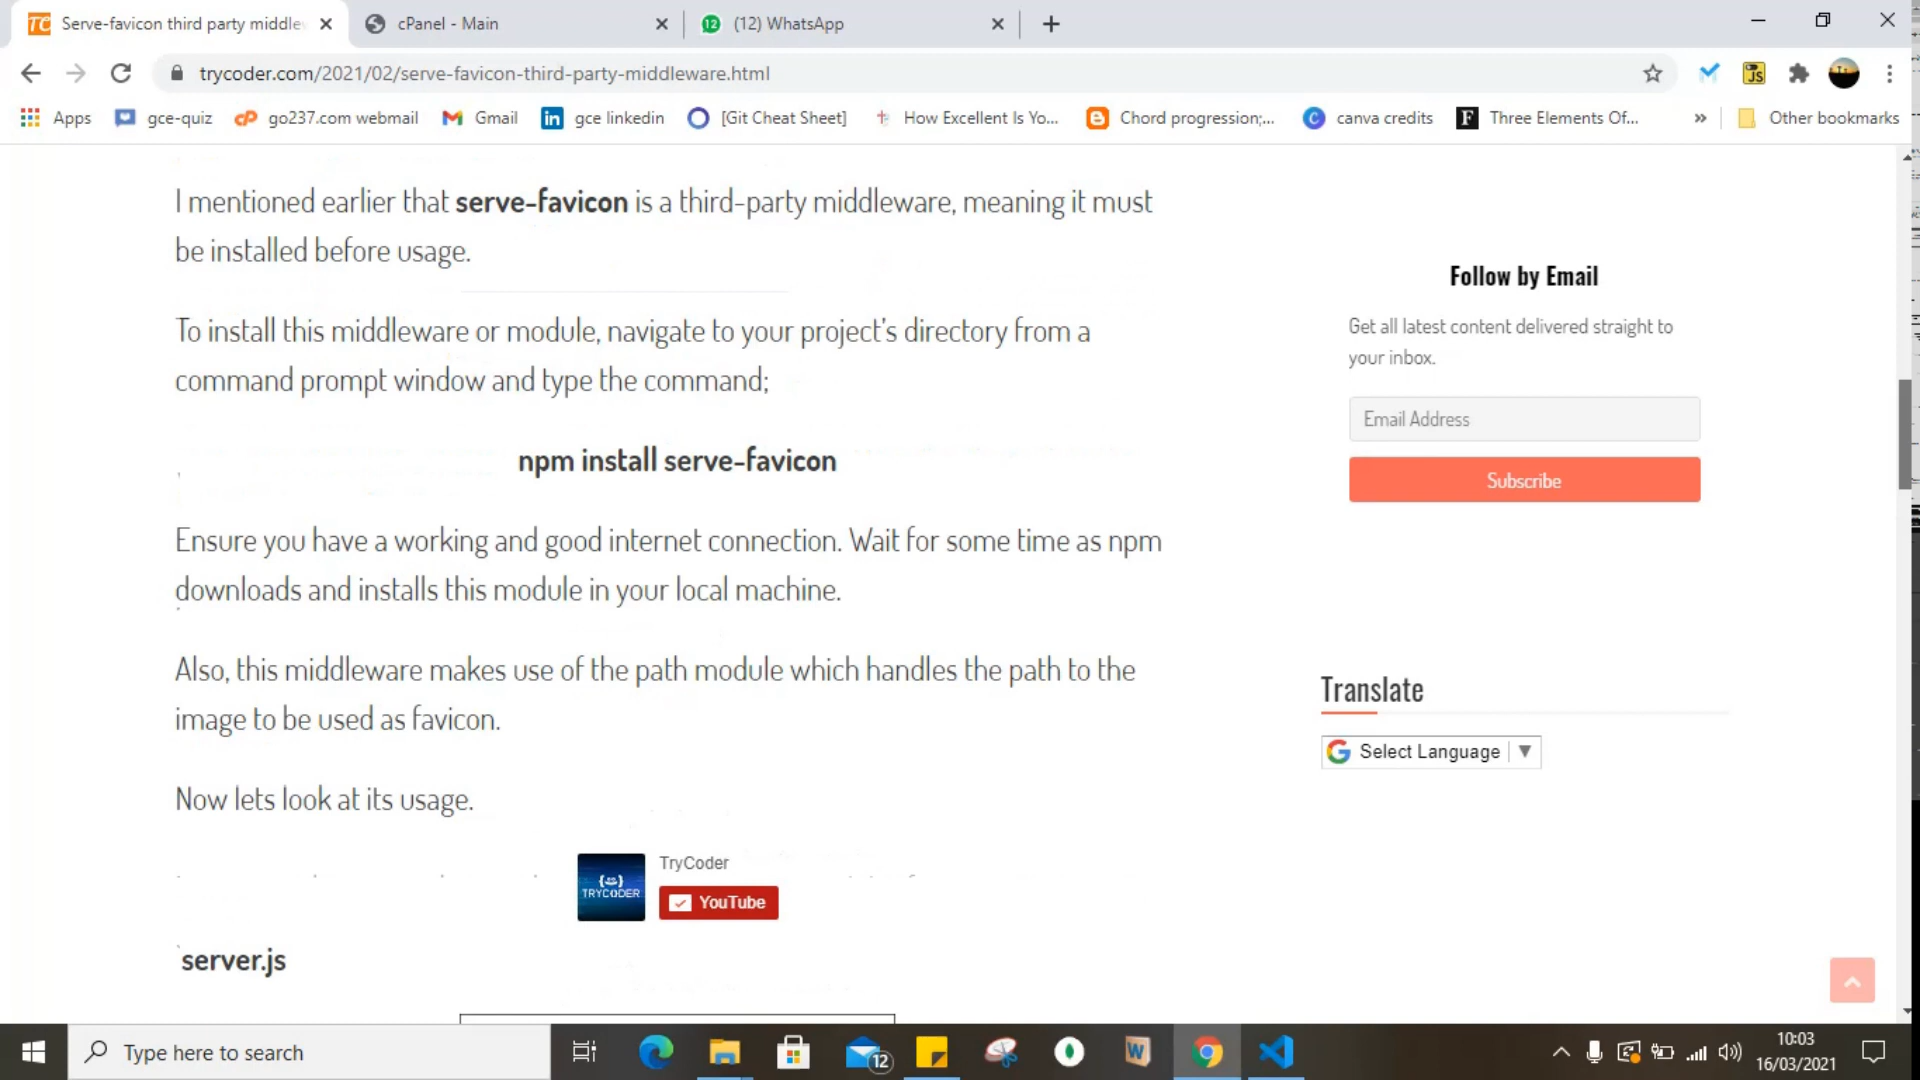 Serve-favicon third party middle
cPanel - Main
12
(12) WhatsApp
trycoder.com/2021/02/serve-favicon-third-party-middleware.html
JS
Apps
gce-quiz
cP
go237.com webmail
Gmail
in
gce linkedin
[Git Cheat Sheet]
How Excellent Is Yo...
Chord progression;...
C
canva credits
F
Three Elements Of...
»
Other bookmarks
I mentioned earlier that serve-favicon is a third-party middleware, meaning it must
be installed before usage.
To install this middleware or module, navigate to your project's directory from a
command prompt window and type the command;
npm install serve-favicon
Ensure you have a working and good internet connection. Wait for some time as npm
downloads and installs this module in your local machine.
Also, this middleware makes use of the path module which handles the path to the
image to be used as favicon.
Now lets look at its usage.
TRYCODER
TryCoder
YouTube
server.js
Follow by Email
Get all latest content delivered straight to
your inbox.
Email Address
Subscribe
Translate
G Select Language
Type here to search
12
W
10:03
16/03/2021